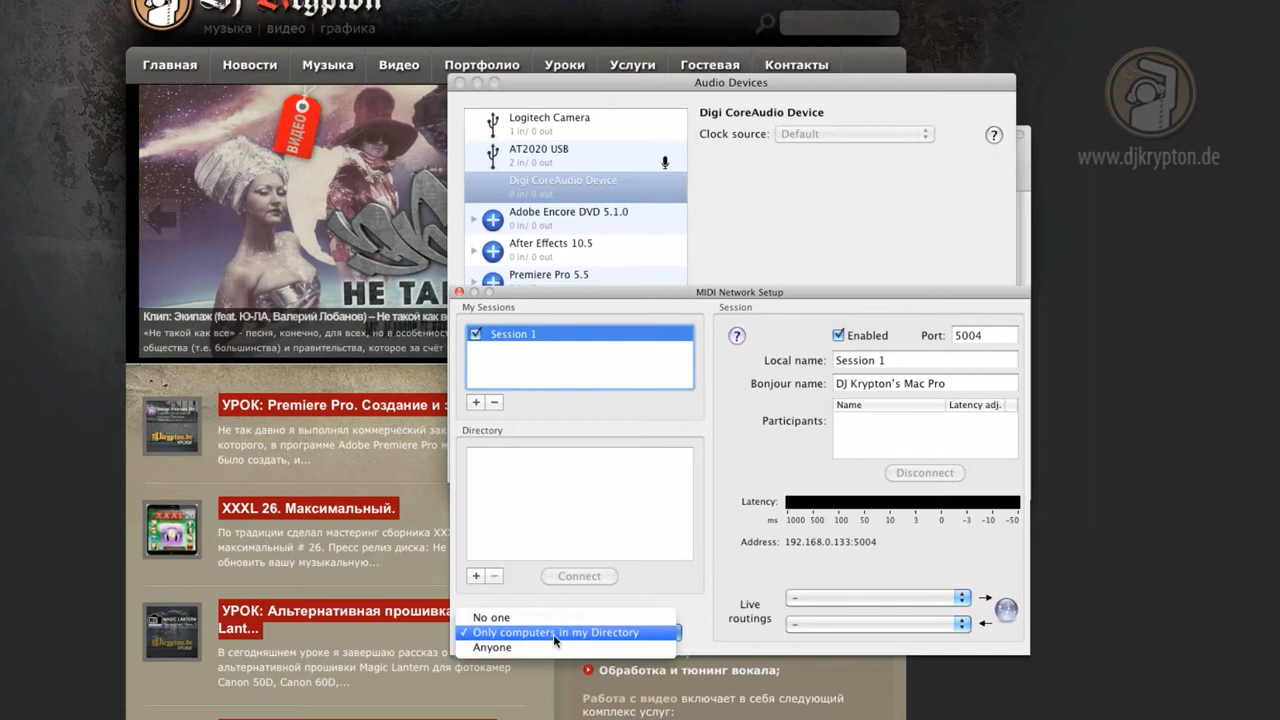 Dj Krypton
музыка | видео | графика
Главная
Новости
Музыка
Видео
Портфолио
Уроки
Услуги
Гостевая
Контакты
www.djkrypton.de
ВИДЕО
НЕ ТАК
Клип: Экипаж (feat. Ю-ЛА, Валерий Лобанов) – Не такой как во
«Не такой как все» - песня, конечно, для всех, но в особенност
общества (т.е. большинства) и правительства, которое за счёт
УРОК: Premiere Pro. Создание и э
Не так давно я выполнял коммерческий зак
которого, в программе Adobe Premiere Pro м
было создать, и...
XXXL 26. Максимальный.
По традиции сделал мастеринг сборника XX
максимальный # 26. Пресс релиз диска: Не
обновить вашу музыкальную...
УРОК: Альтернативная прошивка
Lant...
В сегодняшнем уроке я завершаю рассказ о
альтернативной прошивки Magic Lantern для фотокамер
Canon 50D, Canon 60D,...
Обработка и тюнинг вокала;
Работа с видео включает в себя следующий
комплекс услуг:
Audio Devices
Logitech Camera
1 in/ 0 out
AT2020 USB
2 in/ 0 out
Digi CoreAudio Device
0 in/ 0 out
Adobe Encore DVD 5.1.0
0 in/ 0 out
After Effects 10.5
0 in/ 0 out
Premiere Pro 5.5
Digi CoreAudio Device
Clock source: Default
?
MIDI Network Setup
My Sessions
Session 1
+ −
Directory
+ − Connect
No one
✓ Only computers in my Directory
Anyone
Session
?
Enabled Port: 5004
Local name: Session 1
Bonjour name: DJ Krypton's Mac Pro
Participants:
Name Latency adj.
Disconnect
Latency:
ms 1000 500 100 50 10 3 0 -3 -10 -50
Address: 192.168.0.133:5004
Live
routings